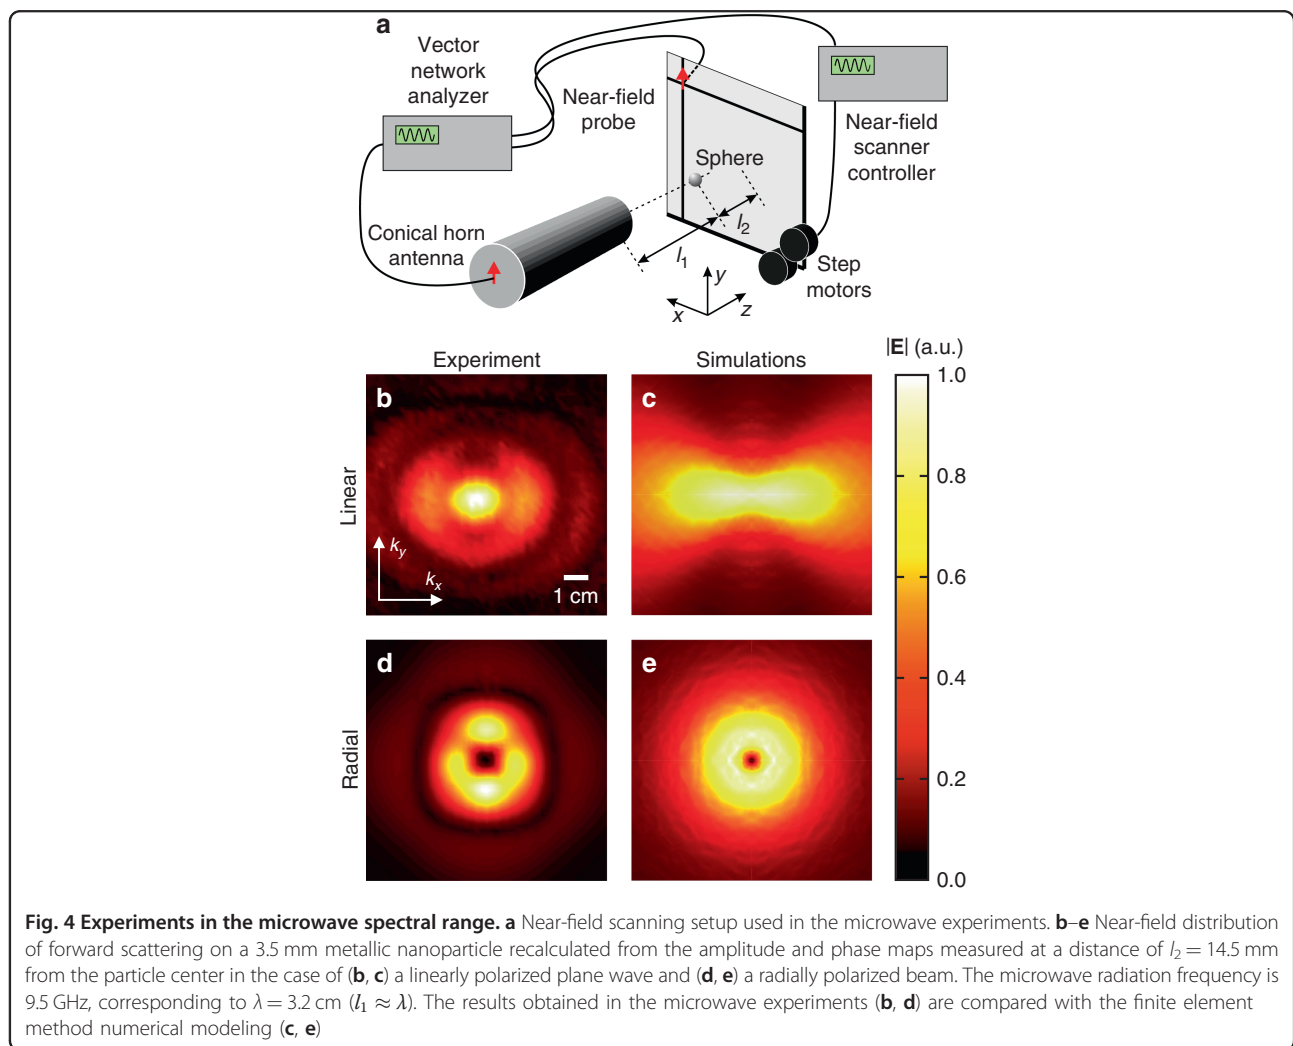 a
Vector
network
analyzer
Near-field
probe
Sphere
Near-field
scanner
controller
Conical horn
antenna
l1
l2
Step
motors
x
y
z
Experiment
Simulations
|E| (a.u.)
Linear
b
c
ky
kx
1 cm
Radial
d
e
1.0
0.8
0.6
0.4
0.2
0.0
Fig. 4 Experiments in the microwave spectral range. a Near-field scanning setup used in the microwave experiments. b–e Near-field distribution
of forward scattering on a 3.5 mm metallic nanoparticle recalculated from the amplitude and phase maps measured at a distance of l2 = 14.5 mm
from the particle center in the case of (b, c) a linearly polarized plane wave and (d, e) a radially polarized beam. The microwave radiation frequency is
9.5 GHz, corresponding to λ = 3.2 cm (l1 ≈ λ). The results obtained in the microwave experiments (b, d) are compared with the finite element
method numerical modeling (c, e)